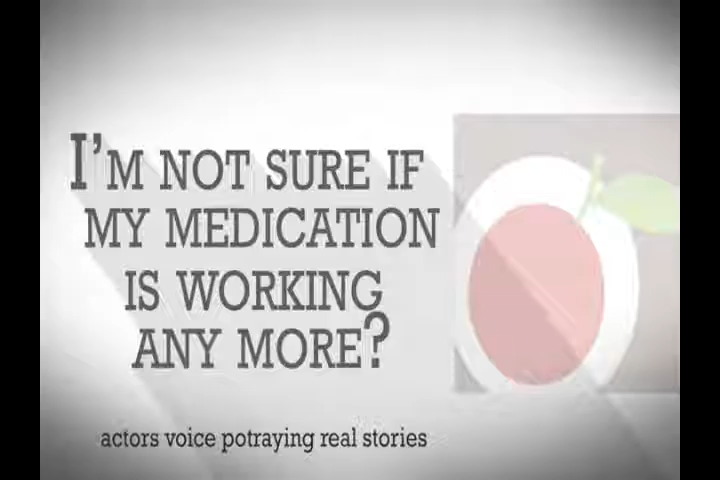 I'M NOT SURE IF
MY MEDICATION
IS WORKING
ANY MORE?
actors voice potraying real stories